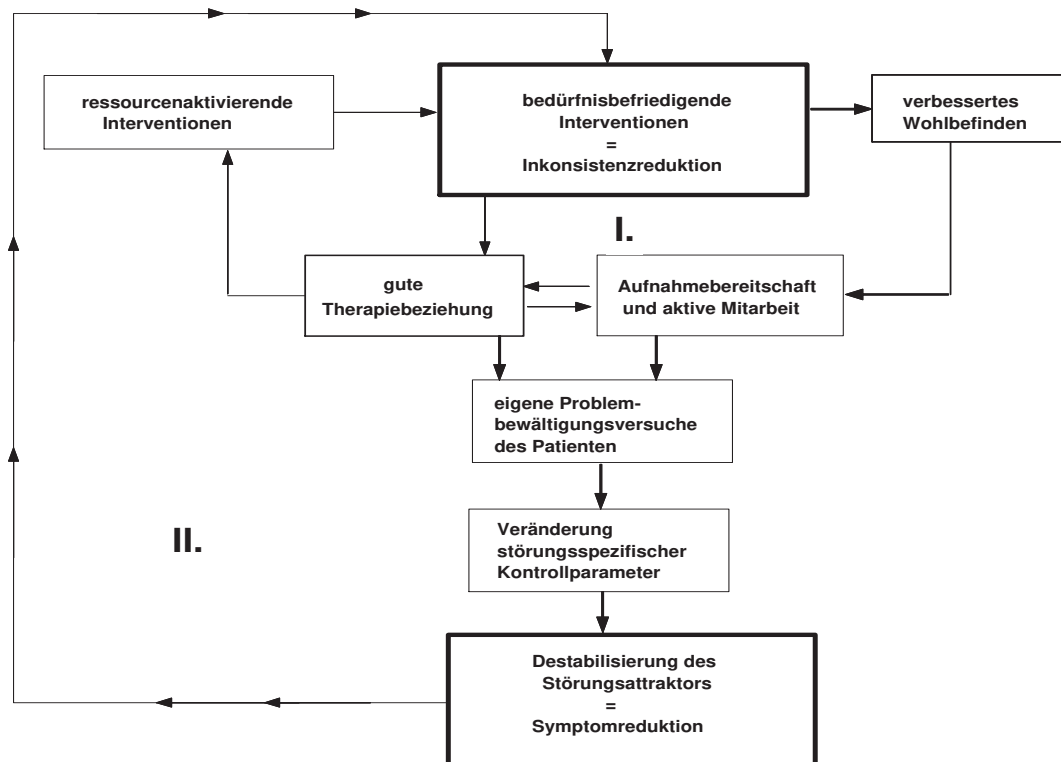 ressourcenaktivierende
Interventionen
bedürfnisbefriedigende
Interventionen
=
Inkonsistenzreduktion
verbessertes
Wohlbefinden
I.
gute
Therapiebeziehung
Aufnahmebereitschaft
und aktive Mitarbeit
eigene Problem-
bewältigungsversuche
des Patienten
II.
Veränderung
störungsspezifischer
Kontrollparameter
Destabilisierung des
Störungsattraktors
=
Symptomreduktion